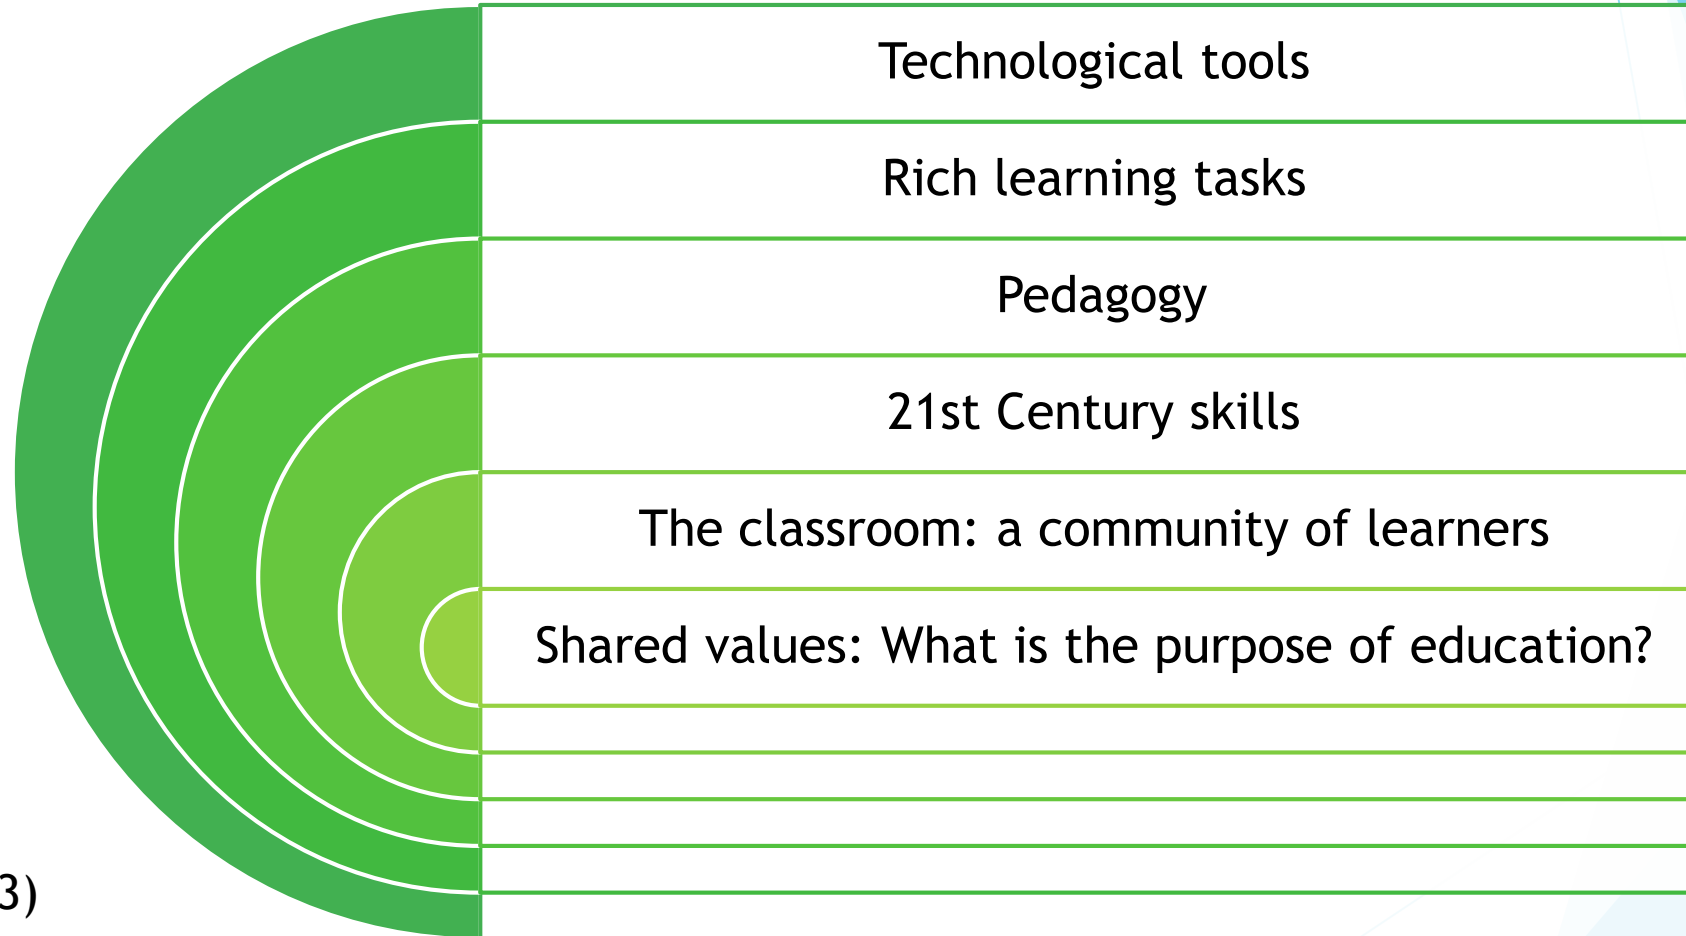 Technological tools
Rich learning tasks
Pedagogy
21st Century skills
The classroom: a community of learners
Shared values: What is the purpose of education?
3)